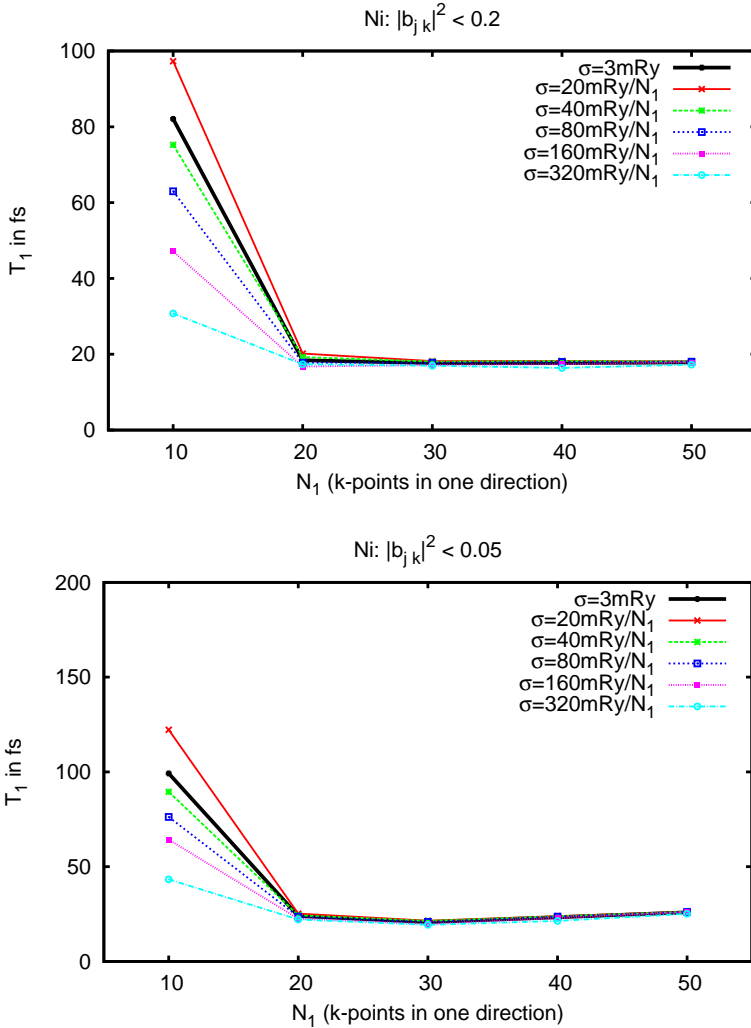 Ni: |b_{j k}|^2 < 0.2
T_1 in fs
100
80
60
40
20
0
σ=3mRy
σ=20mRy/N_1
σ=40mRy/N_1
σ=80mRy/N_1
σ=160mRy/N_1
σ=320mRy/N_1
10 20 30 40 50
N_1 (k-points in one direction)
Ni: |b_{j k}|^2 < 0.05
T_1 in fs
200
150
100
50
0
σ=3mRy
σ=20mRy/N_1
σ=40mRy/N_1
σ=80mRy/N_1
σ=160mRy/N_1
σ=320mRy/N_1
10 20 30 40 50
N_1 (k-points in one direction)